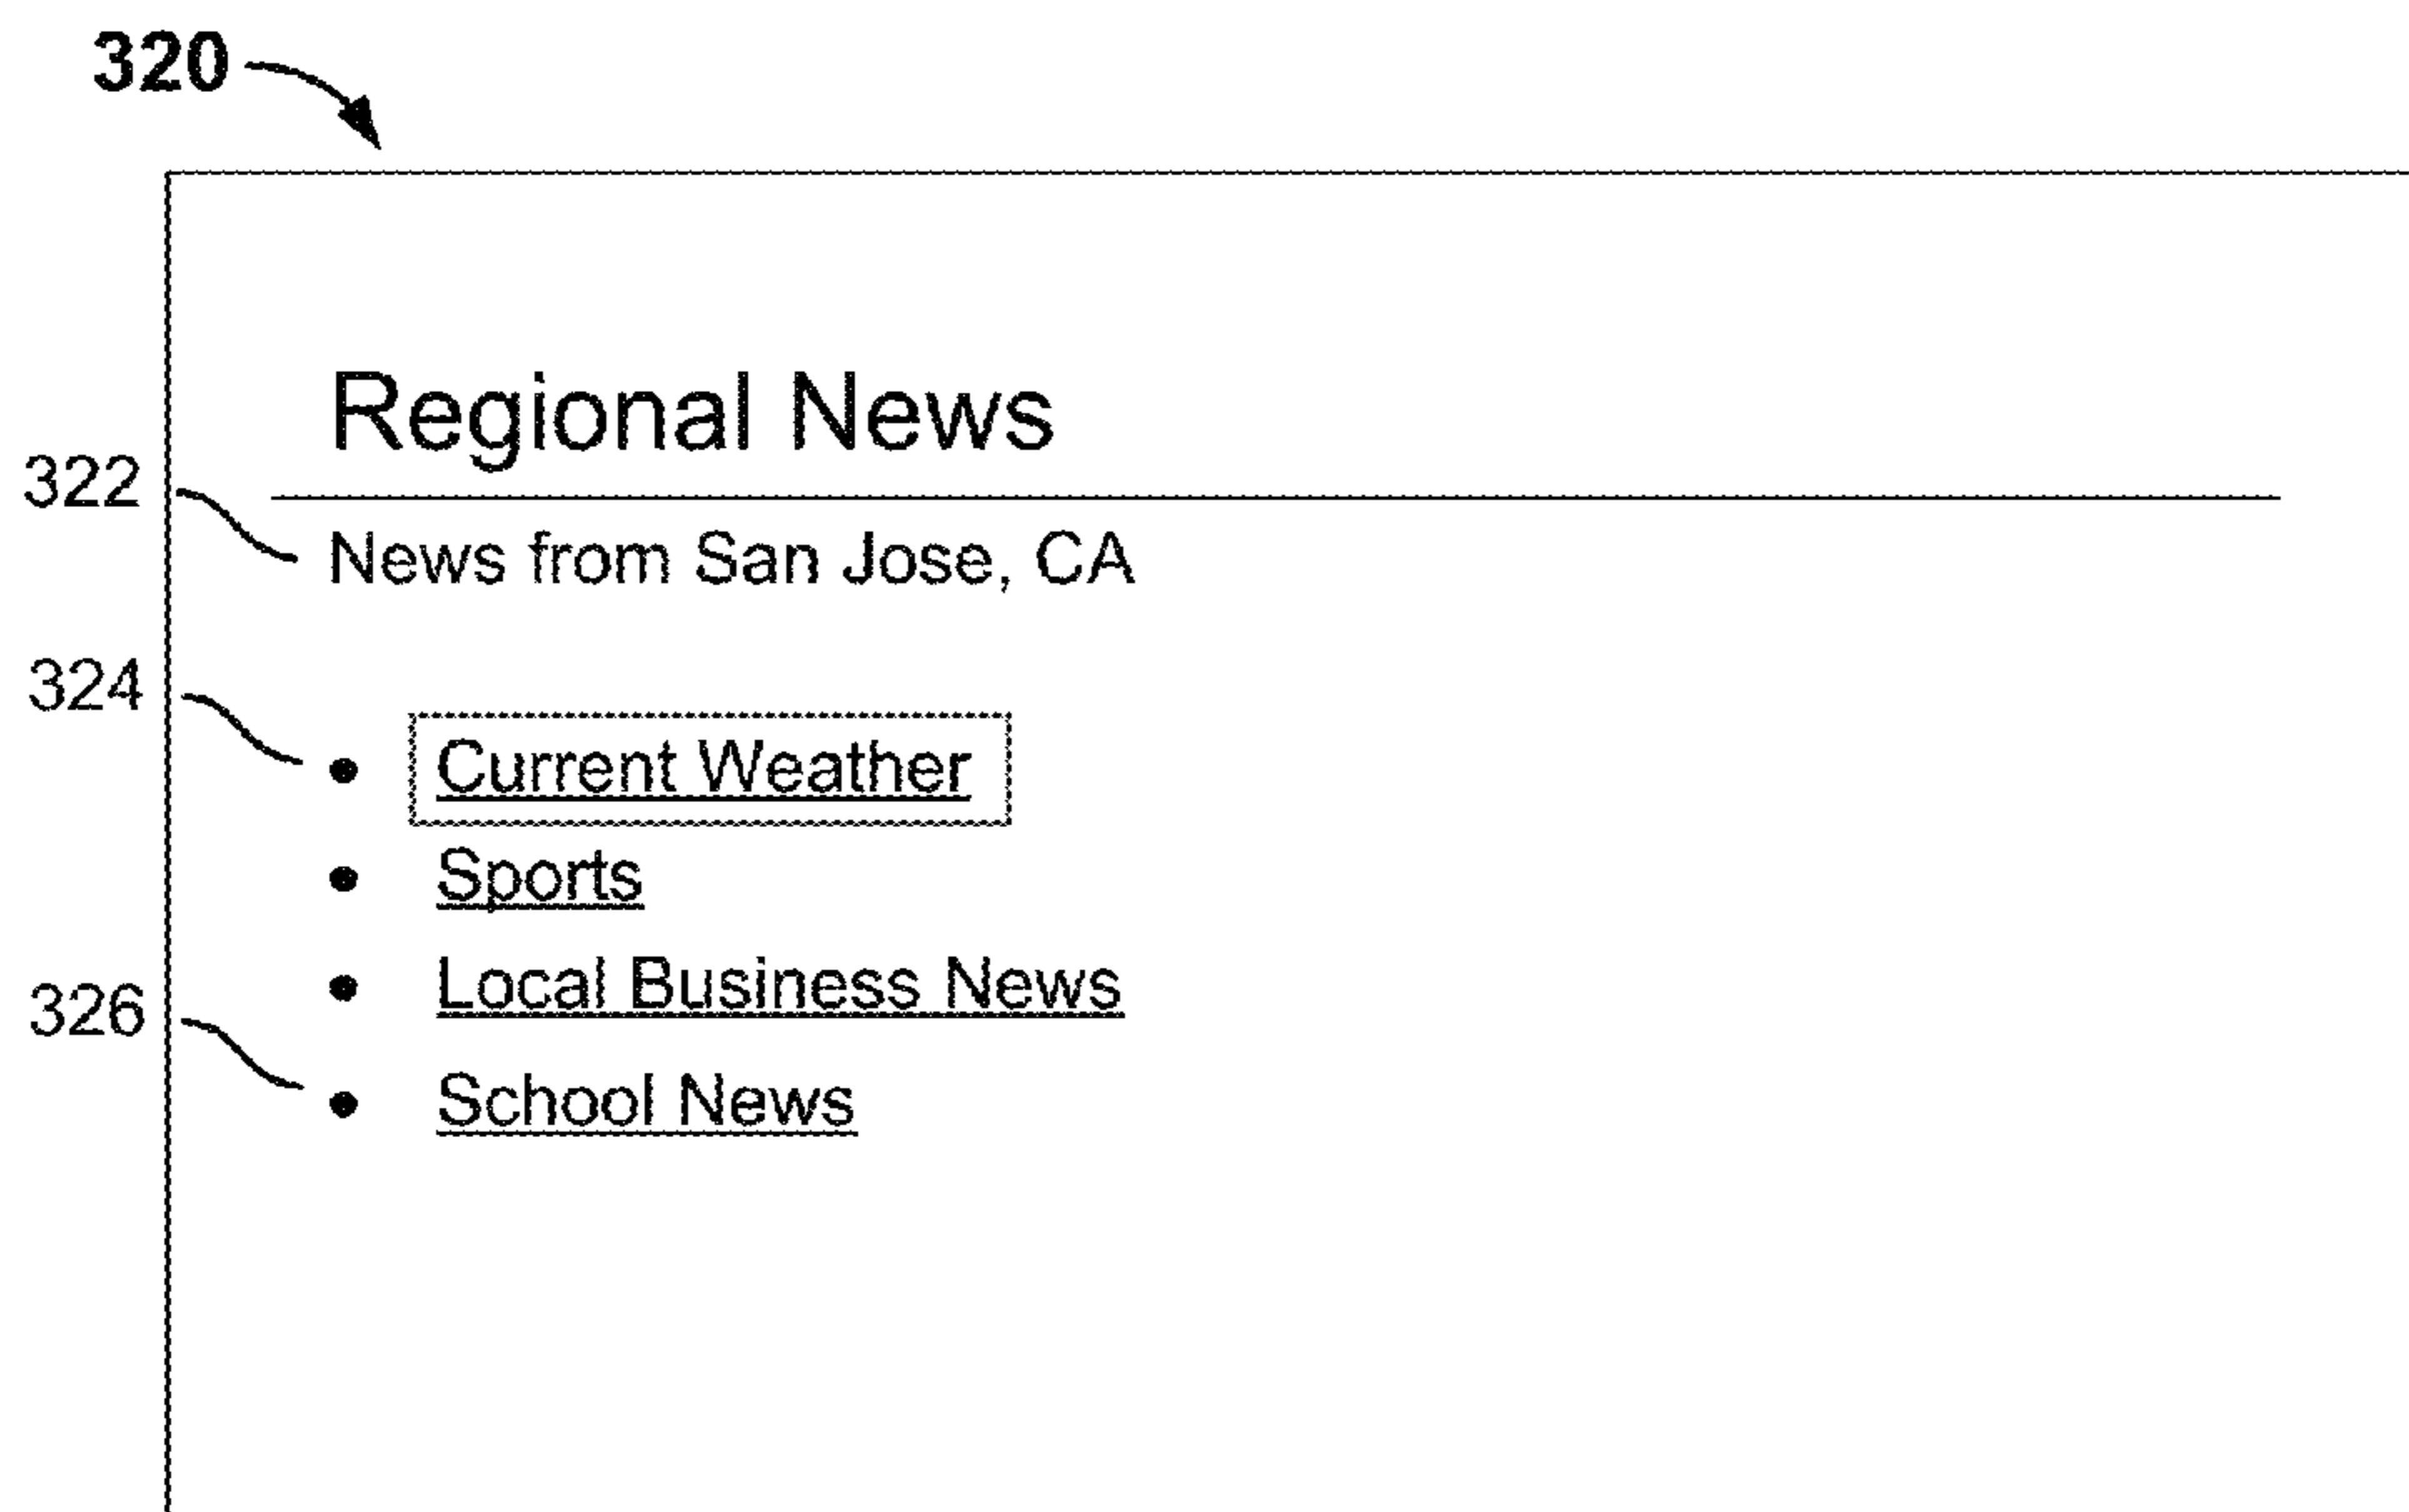 320
Regional News
322
News from San Jose, CA
324
• Current Weather
• Sports
• Local Business News
326
• School News